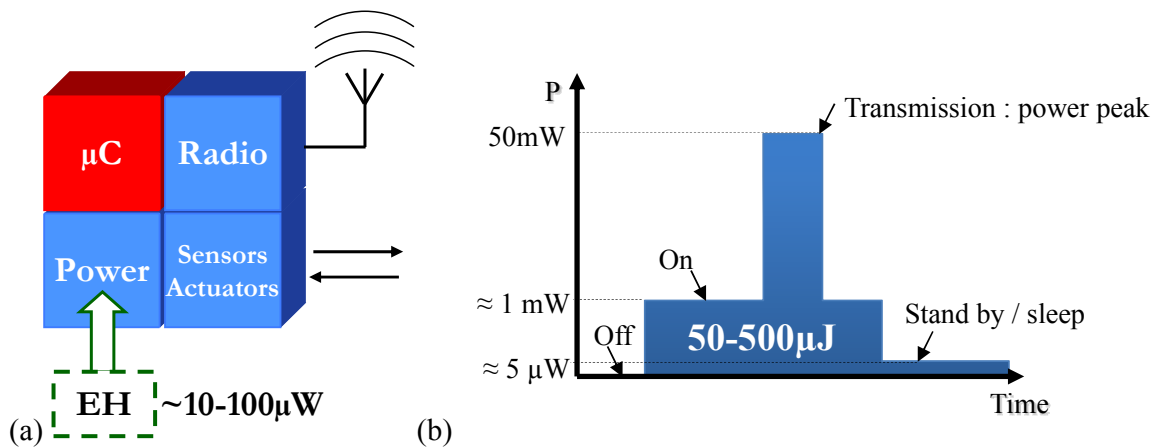 µC
Radio
Power
Sensors
Actuators
EH
~10-100µW
(a)
(b)
P
50mW
Transmission : power peak
On
≈ 1 mW
Off
50-500µJ
Stand by / sleep
≈ 5 µW
Time